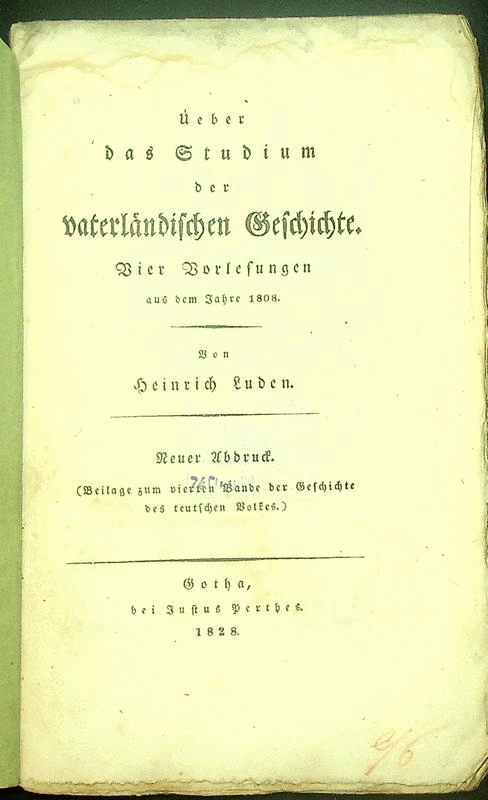 Ueber
das Studium
der
vaterländischen Geschichte.
Vier Vorlesungen
aus dem Jahre 1808.
Von
Heinrich Luden.
Neuer Abdruck.
(Beilage zum vierten Bande der Geschichte
des teutschen Volkes.)
Gotha,
bei Justus Perthes.
1828.